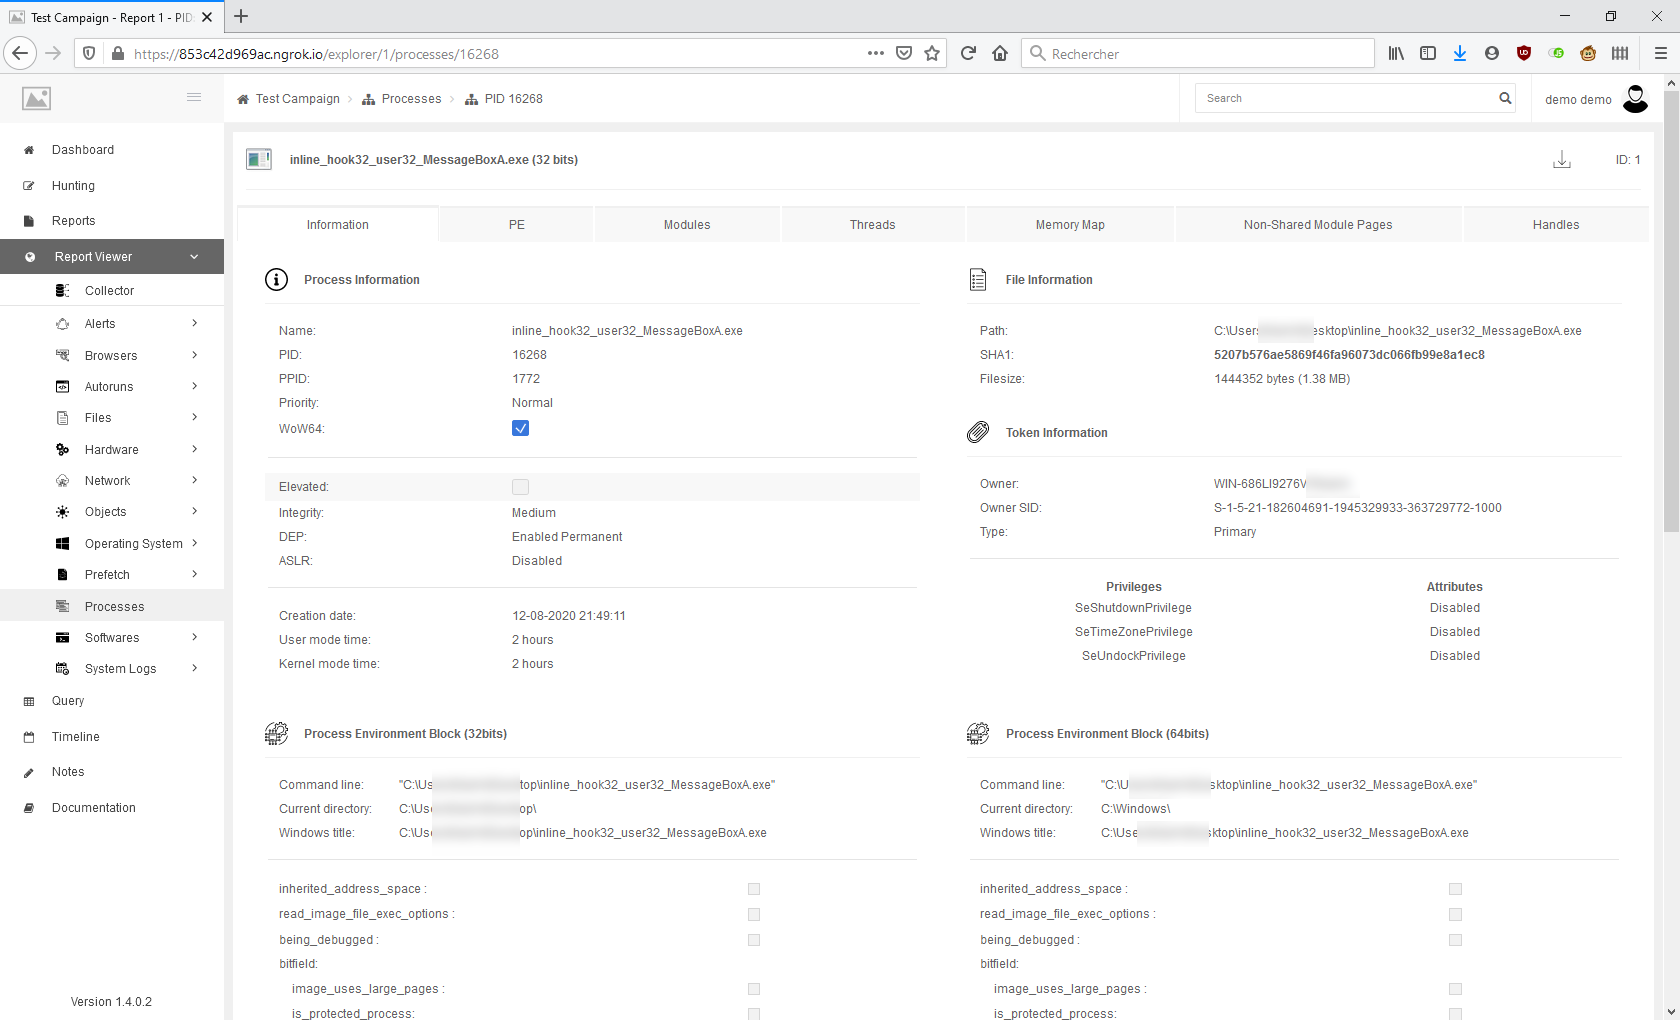 Test Campaign - Report 1 - PID
https://853c42d969ac.ngrok.io/explorer/1/processes/16268
Rechercher
Test Campaign
Processes
PID 16268
Search
demo demo
Dashboard
Hunting
Reports
Report Viewer
Collector
Alerts
Browsers
Autoruns
Files
Hardware
Network
Objects
Operating System
Prefetch
Processes
Softwares
System Logs
Query
Timeline
Notes
Documentation
Version 1.4.0.2
inline_hook32_user32_MessageBoxA.exe (32 bits)
ID: 1
Information PE Modules Threads Memory Map Non-Shared Module Pages Handles
Process Information
Name: inline_hook32_user32_MessageBoxA.exe
PID: 16268
PPID: 1772
Priority: Normal
WoW64:
Elevated:
Integrity: Medium
DEP: Enabled Permanent
ASLR: Disabled
Creation date: 12-08-2020 21:49:11
User mode time: 2 hours
Kernel mode time: 2 hours
File Information
Path: C:\Users esktop\inline_hook32_user32_MessageBoxA.exe
SHA1: 5207b576ae5869f46fa96073dc066fb99e8a1ec8
Filesize: 1444352 bytes (1.38 MB)
Token Information
Owner: WIN-686LI9276V
Owner SID: S-1-5-21-182604691-1945329933-363729772-1000
Type: Primary
Privileges Attributes
SeShutdownPrivilege Disabled
SeTimeZonePrivilege Disabled
SeUndockPrivilege Disabled
Process Environment Block (32bits)
Command line: "C:\Us top\inline_hook32_user32_MessageBoxA.exe"
Current directory: C:\Use op\
Windows title: C:\Use op\inline_hook32_user32_MessageBoxA.exe
inherited_address_space :
read_image_file_exec_options :
being_debugged :
bitfield:
image_uses_large_pages :
is_protected_process:
Process Environment Block (64bits)
Command line: "C:\U sktop\inline_hook32_user32_MessageBoxA.exe"
Current directory: C:\Windows\
Windows title: C:\Use sktop\inline_hook32_user32_MessageBoxA.exe
inherited_address_space :
read_image_file_exec_options :
being_debugged :
bitfield:
image_uses_large_pages :
is_protected_process: